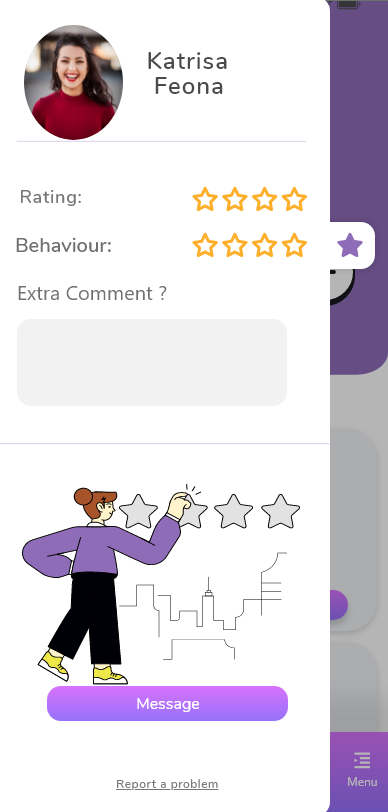 Katrisa
Feona
Rating:
Behaviour:
Extra Comment ?
Message
Menu
Report a problem